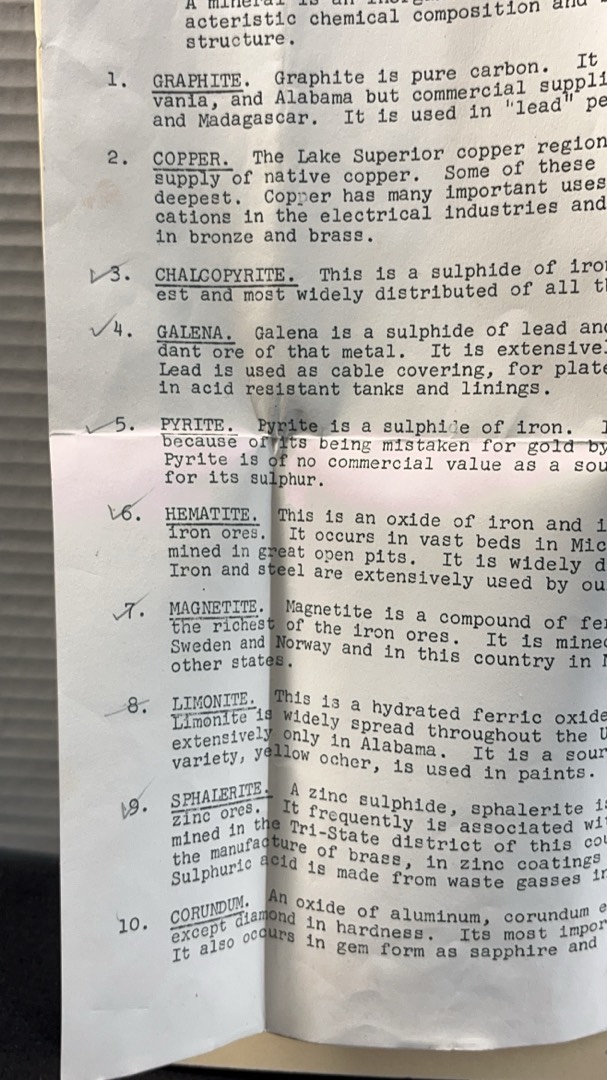 acteristic chemical composition and
structure.
1. GRAPHITE. Graphite is pure carbon. It
vania, and Alabama but commercial suppli
and Madagascar. It is used in "lead" pe
2. COPPER. The Lake Superior copper region
supply of native copper. Some of these
deepest. Copper has many important uses
cations in the electrical industries and
in bronze and brass.
3. CHALCOPYRITE. This is a sulphide of iro
est and most widely distributed of all t
4. GALENA. Galena is a sulphide of lead an
dant ore of that metal. It is extensive
Lead is used as cable covering, for plate
in acid resistant tanks and linings.
5. PYRITE. Pyrite is a sulphide of iron.
because of its being mistaken for gold by
Pyrite is of no commercial value as a sou
for its sulphur.
6. HEMATITE. This is an oxide of iron and i
iron ores. It occurs in vast beds in Mic
mined in great open pits. It is widely d
Iron and steel are extensively used by ou
7. MAGNETITE. Magnetite is a compound of fe
the richest of the iron ores. It is mine
Sweden and Norway and in this country in
other states.
8. LIMONITE. This is a hydrated ferric oxide
Limonite is widely spread throughout the U
extensively only in Alabama. It is a sour
variety, yellow ocher, is used in paints.
9. SPHALERITE. A zinc sulphide, sphalerite i
zinc ores. It frequently is associated wi
mined in the Tri-State district of this cou
the manufacture of brass, in zinc coatings
Sulphuric acid is made from waste gasses in
10. CORUNDUM. An oxide of aluminum, corundum
except diamond in hardness. Its most impor
It also occurs in gem form as sapphire and